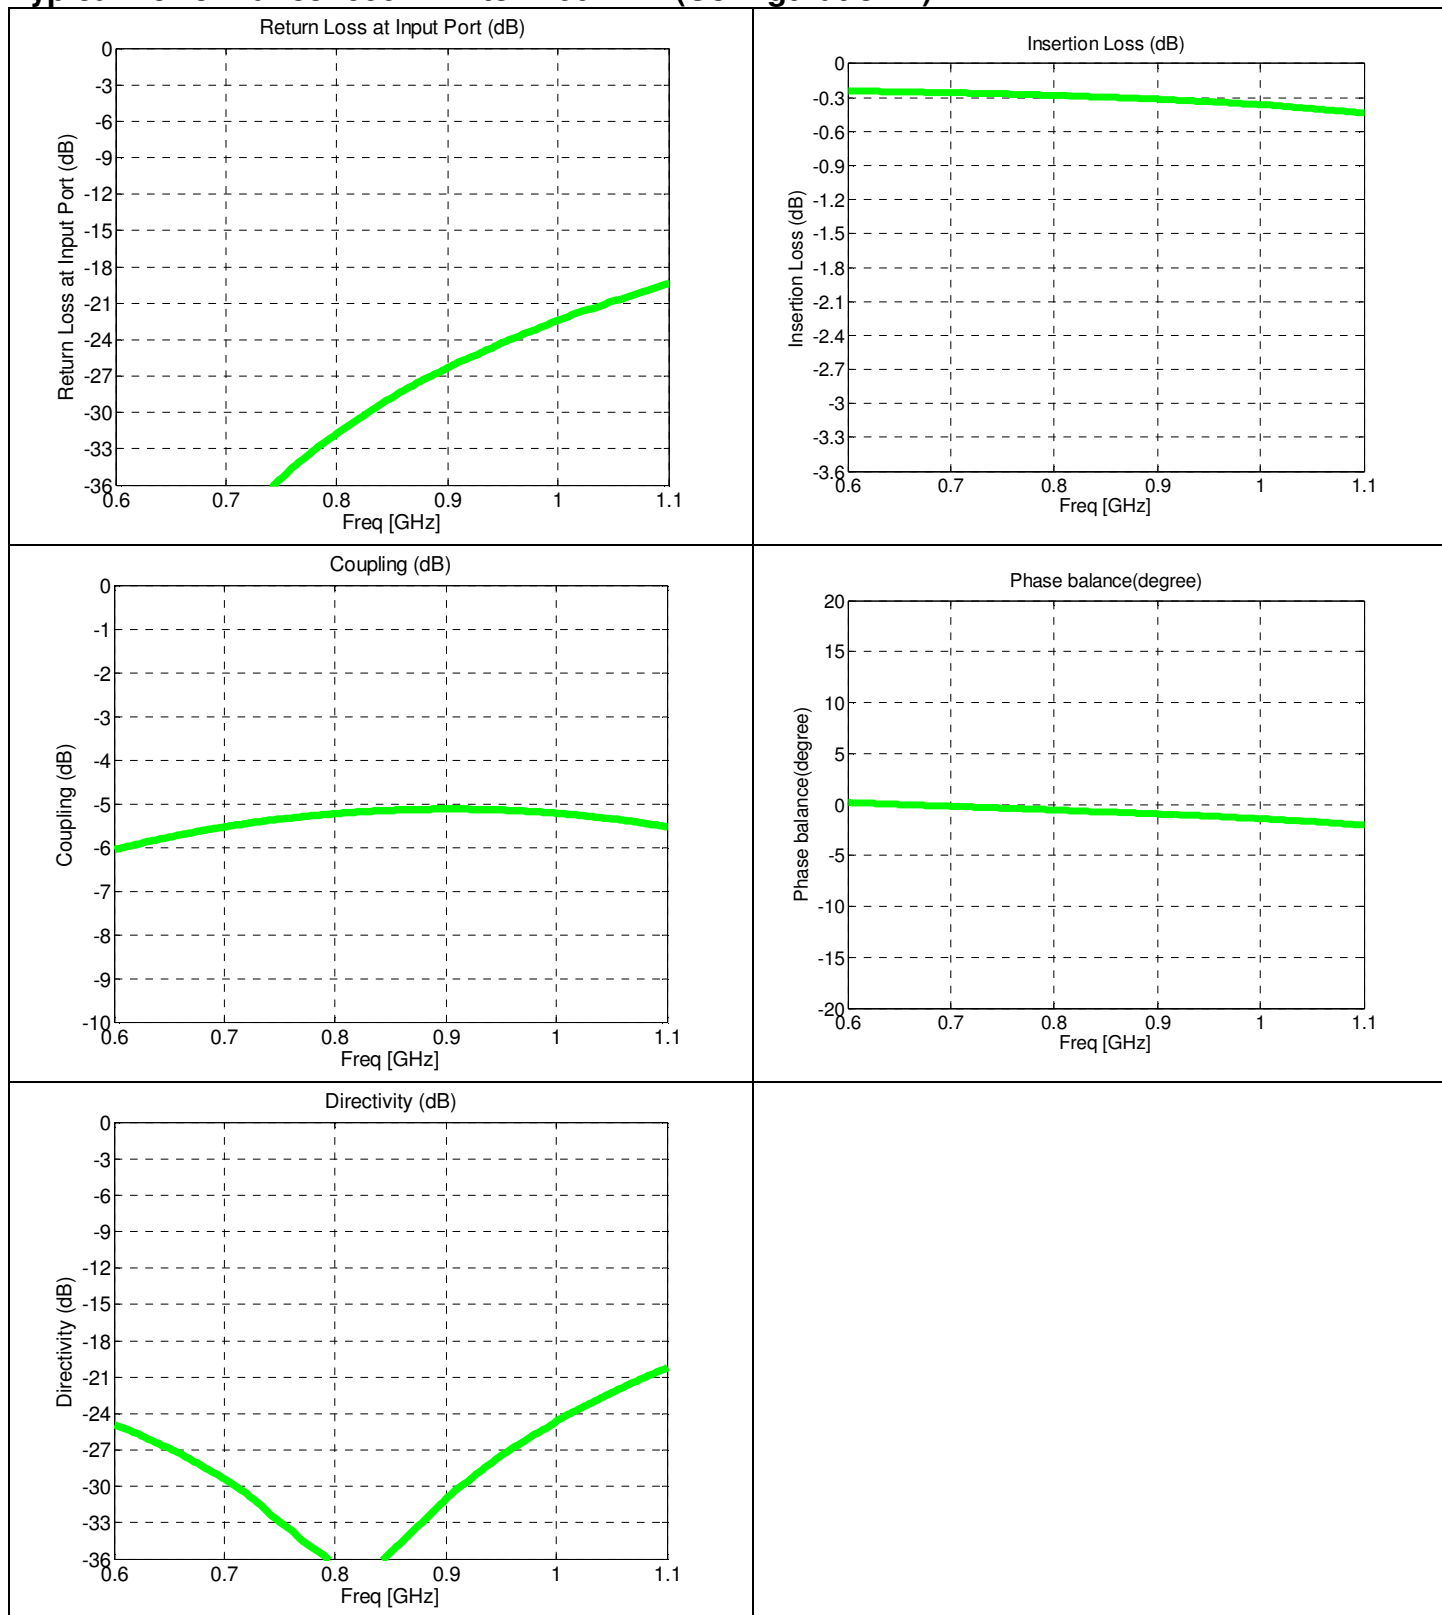 (Configuration
Return Loss at Input Port (dB)
Return Loss at Input Port (dB)
0
-3
-6
-9
-12
-15
-18
-21
-24
-27
-30
-33
-36
0.6 0.7 0.8 0.9 1 1.1
Freq [GHz]
Insertion Loss (dB)
Insertion Loss (dB)
0
-0.3
-0.6
-0.9
-1.2
-1.5
-1.8
-2.1
-2.4
-2.7
-3
-3.3
-3.6
0.6 0.7 0.8 0.9 1 1.1
Freq [GHz]
Coupling (dB)
Coupling (dB)
0
-1
-2
-3
-4
-5
-6
-7
-8
-9
-10
0.6 0.7 0.8 0.9 1 1.1
Freq [GHz]
Phase balance(degree)
Phase balance(degree)
20
15
10
5
0
-5
-10
-15
-20
0.6 0.7 0.8 0.9 1 1.1
Freq [GHz]
Directivity (dB)
Directivity (dB)
0
-3
-6
-9
-12
-15
-18
-21
-24
-27
-30
-33
-36
0.6 0.7 0.8 0.9 1 1.1
Freq [GHz]